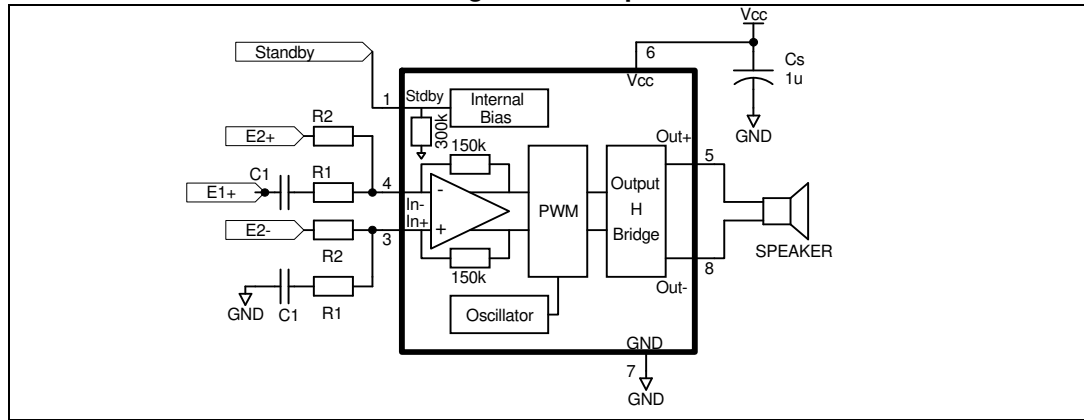 Vcc
6
Cs
1u
Standby
Vcc
1
Stdby
Internal
Bias
GND
300k
R2
E2+
150k
Out+
5
C1
R1
4
E1+
-
In-
In+
Output
H
Bridge
PWM
E2-
+
3
SPEAKER
R2
150k
8
Out-
GND
C1
R1
Oscillator
GND
7
GND